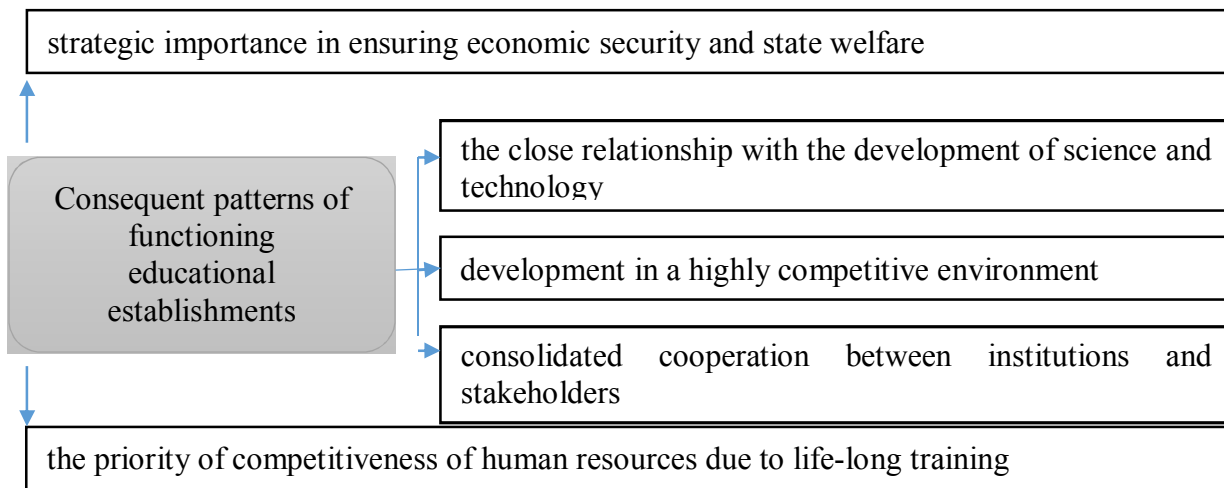 strategic importance in ensuring economic security and state welfare
Consequent patterns of
functioning
educational
establishments
the close relationship with the development of science and
technology
development in a highly competitive environment
consolidated cooperation between institutions and
stakeholders
the priority of competitiveness of human resources due to life-long training